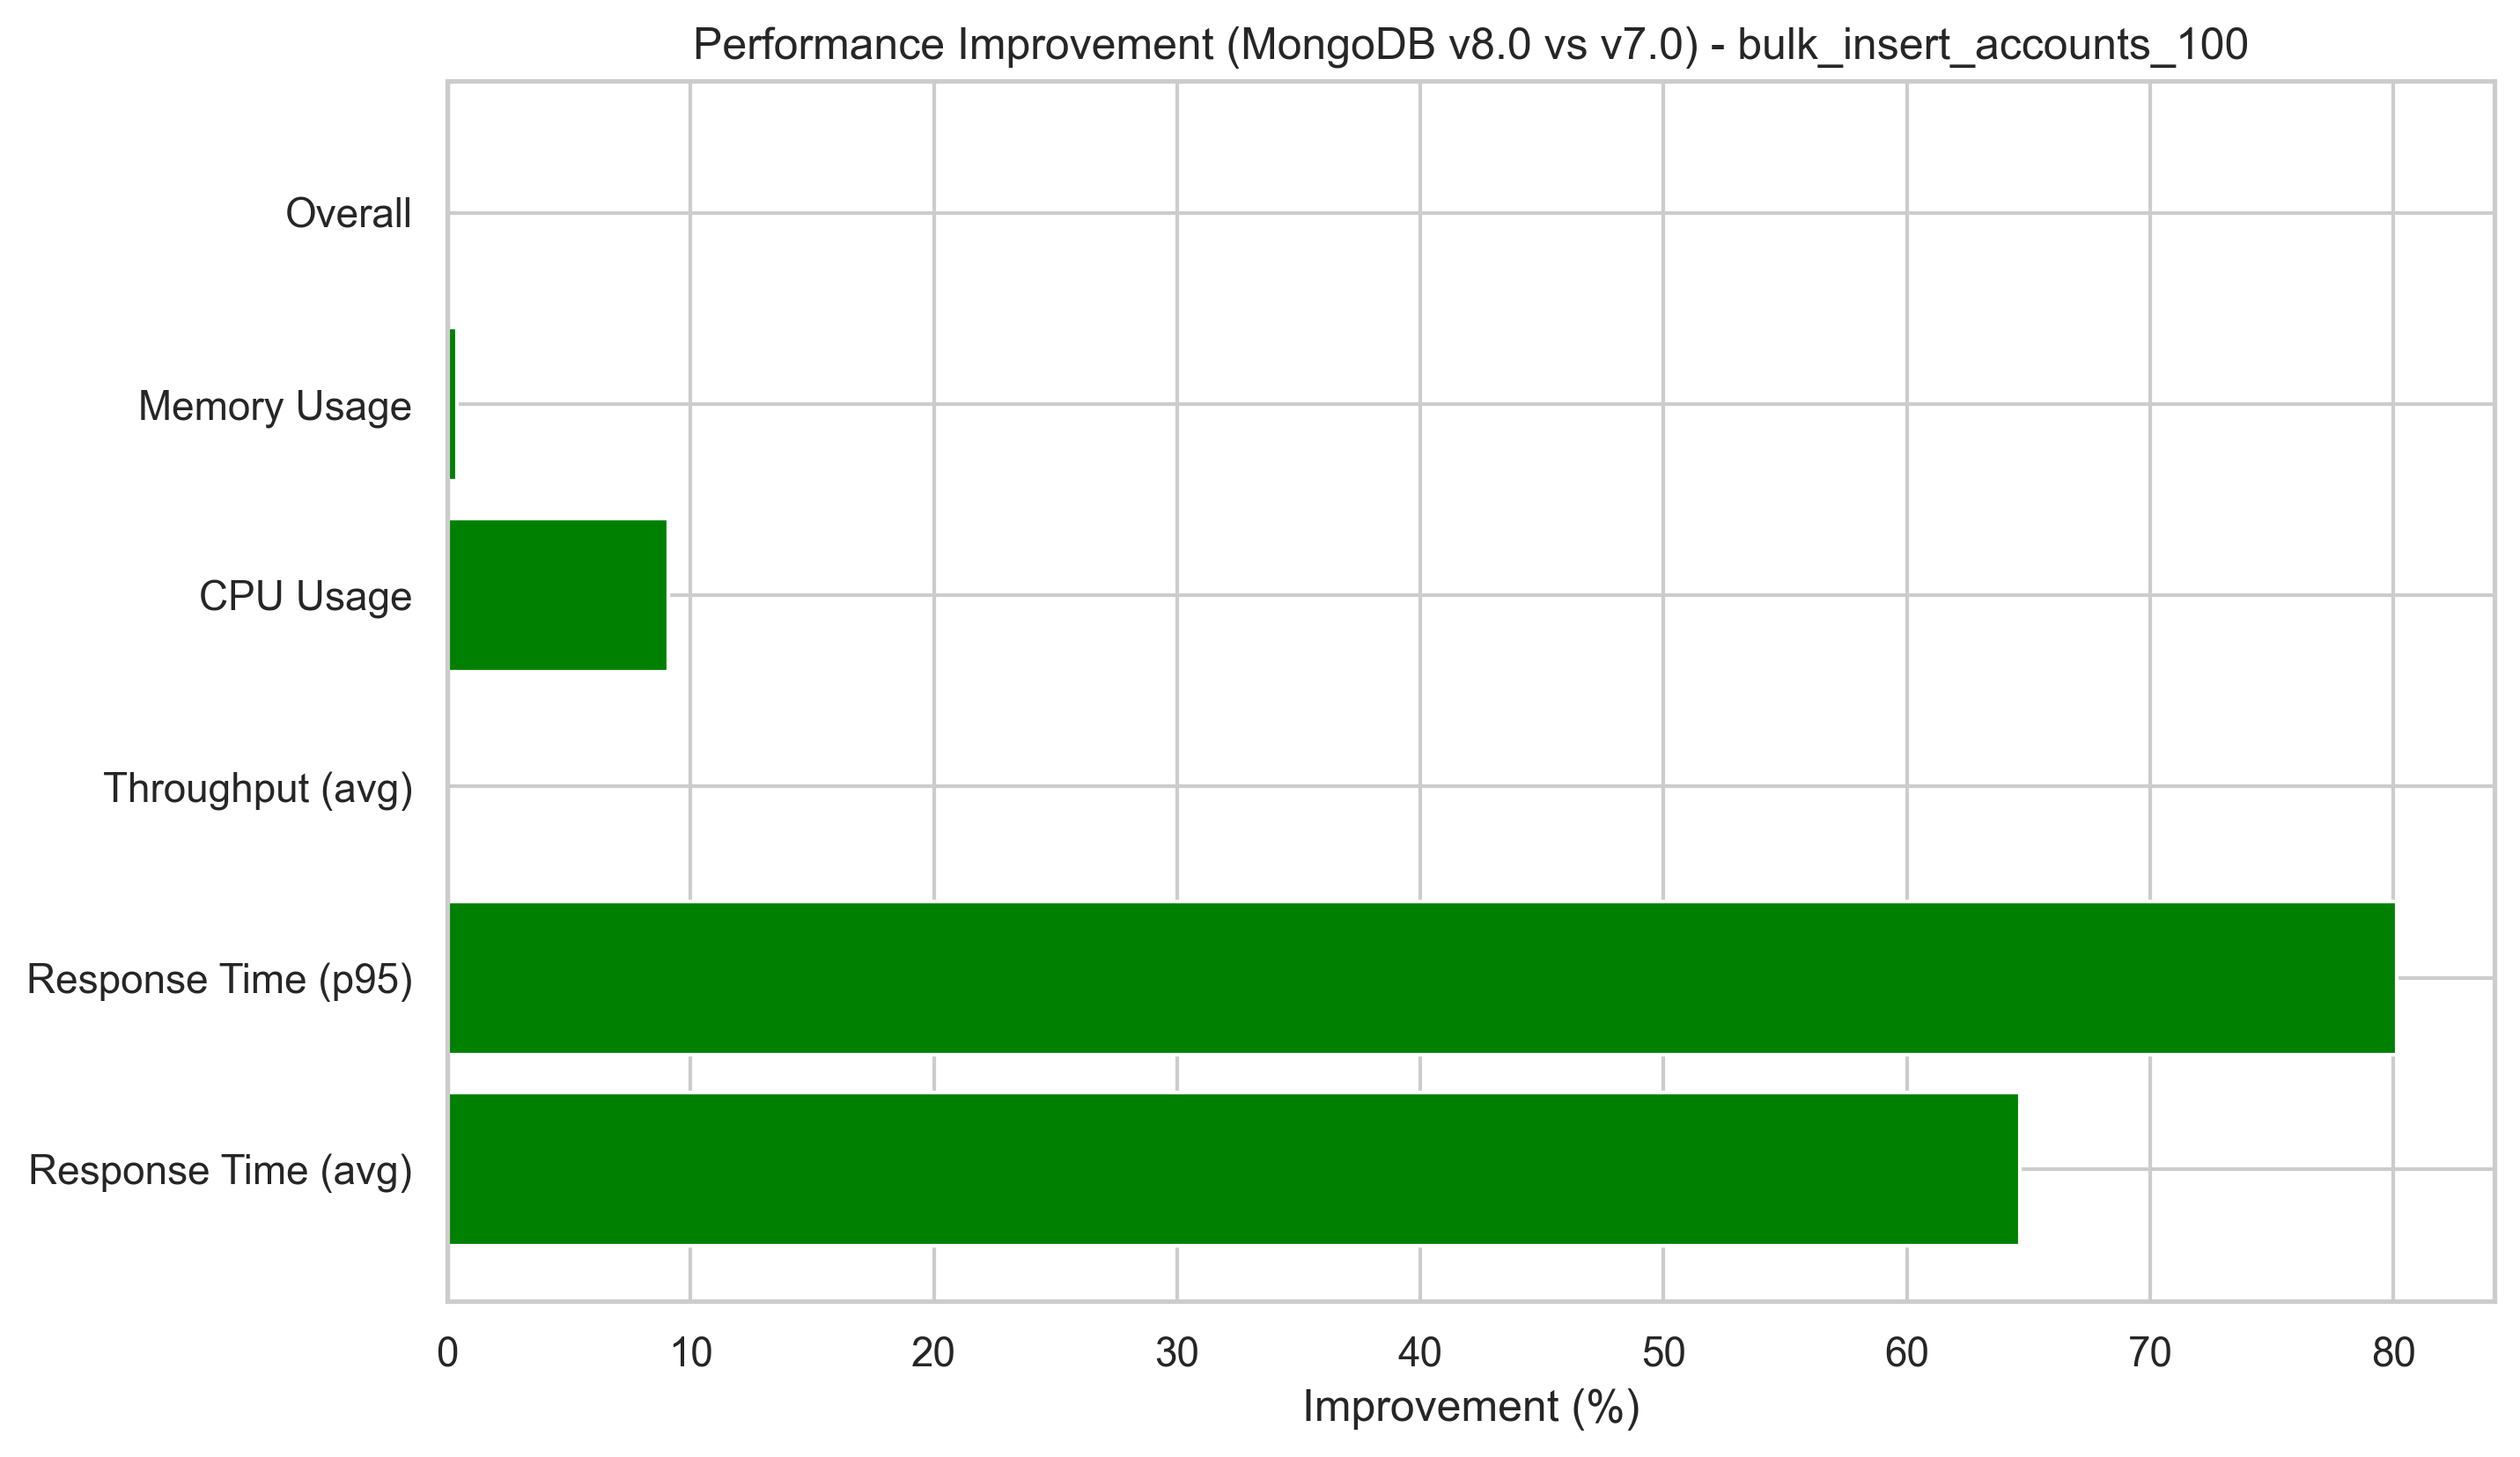 Performance Improvement (MongoDB v8.0 vs v7.0) - bulk_insert_accounts_100
Overall
Memory Usage
CPU Usage
Throughput (avg)
Response Time (p95)
Response Time (avg)
0 10 20 30 40 50 60 70 80
Improvement (%)